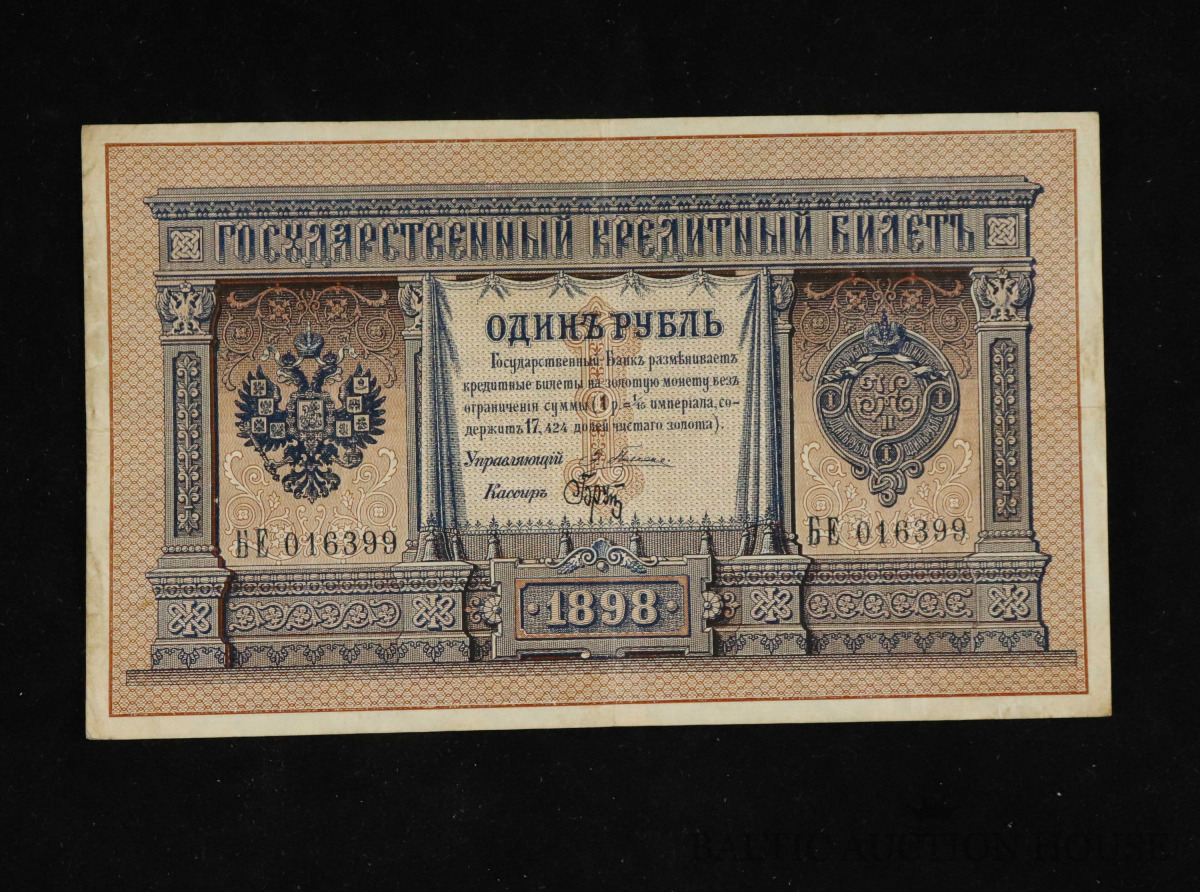 ГОСУДАРСТВЕННЫЙ КРЕДИТНЫЙ БИЛЕТЪ
ОДИНЪ РУБЛЬ
Государственный Банкъ размѣниваетъ
кредитные билеты на золотую монету безъ
ограниченія суммы (1 р. = 1/15 имперіала, со-
держитъ 17,424 долей чистаго золота).
Управляющій
Кассиръ
БЕ 016399
БЕ 016399
I
I
I
II
·1898·
BALTIC AUCTION HOUSE